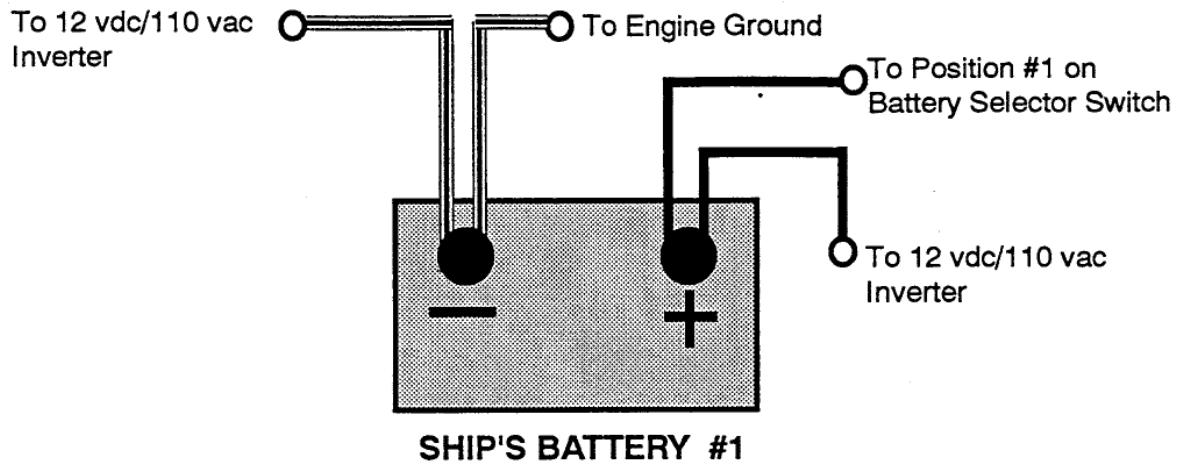 To 12 vdc/110 vac
Inverter
To Engine Ground
To Position #1 on
Battery Selector Switch
To 12 vdc/110 vac
Inverter
— +
SHIP'S BATTERY #1